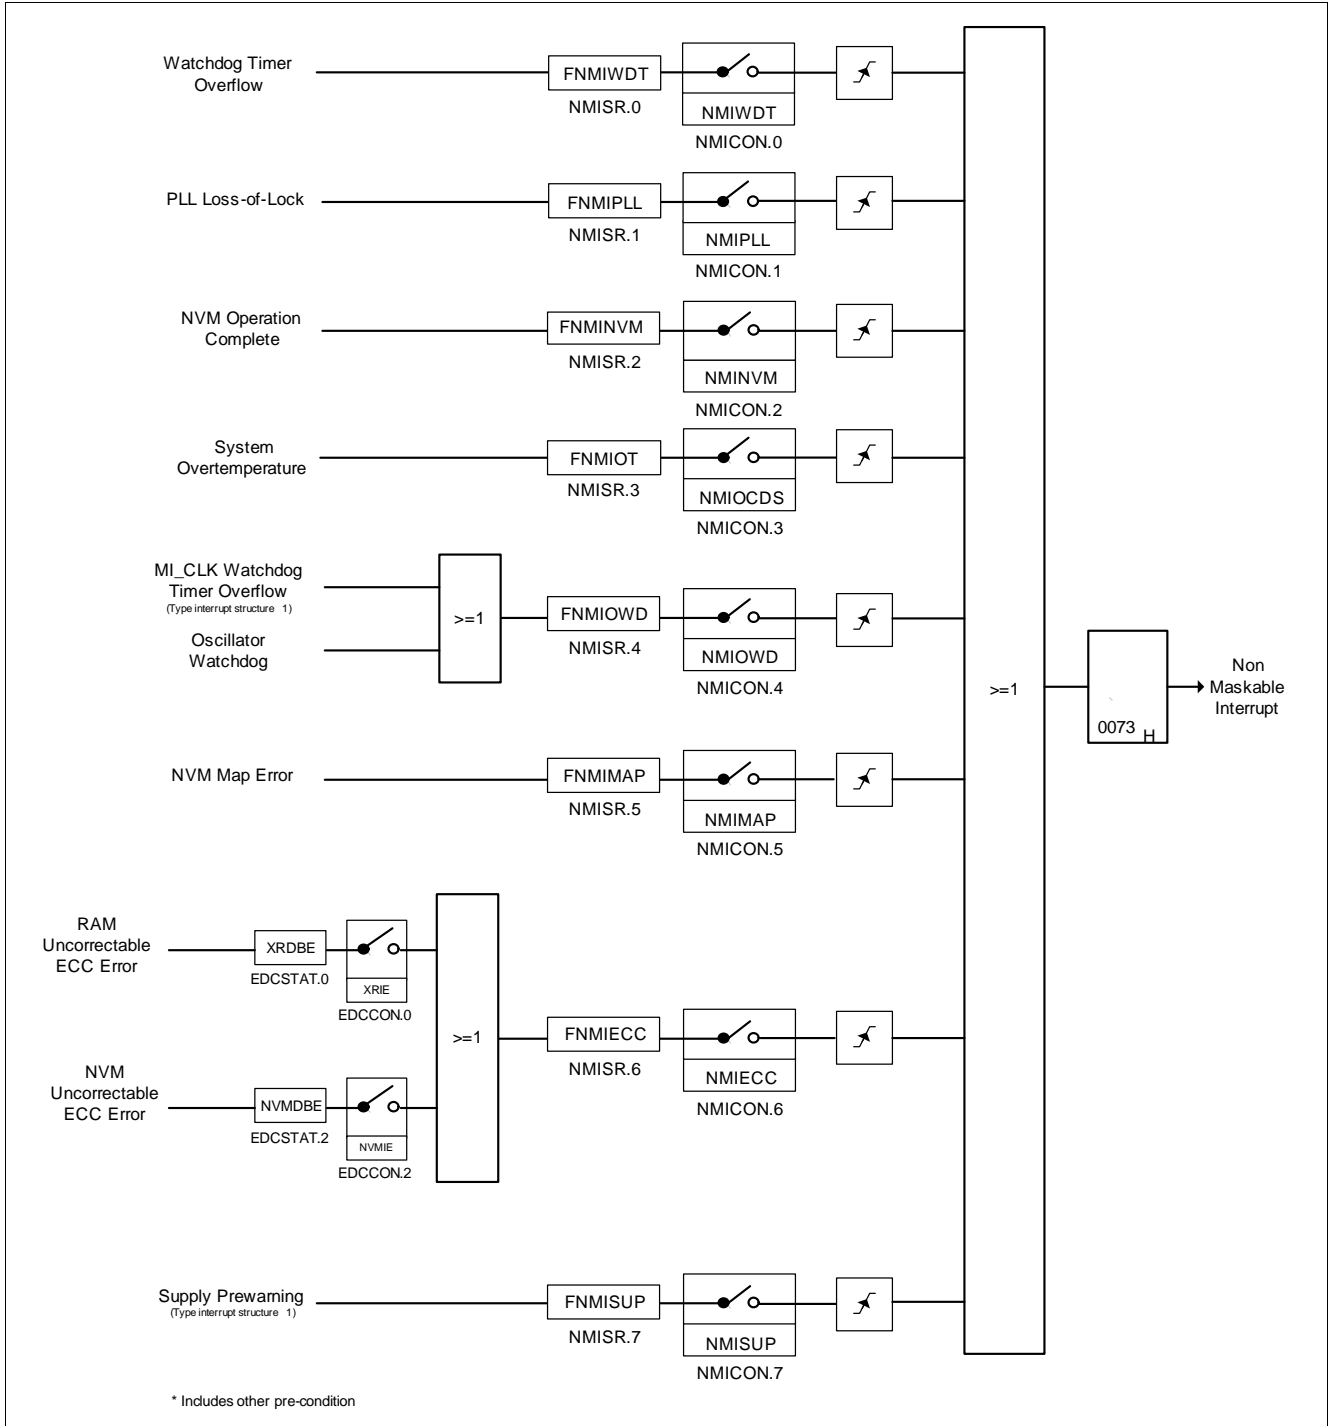 Watchdog Timer
Overflow
FNMIWDT
NMISR.0
NMIWDT
NMICON.0
PLL Loss-of-Lock
FNMIPLL
NMISR.1
NMIPLL
NMICON.1
NVM Operation
Complete
FNMINVM
NMISR.2
NMINVM
NMICON.2
System
Overtemperature
FNMIOT
NMISR.3
NMIOCDS
NMICON.3
MI_CLK Watchdog
Timer Overflow
(Type interrupt structure 1)
Oscillator
Watchdog
>=1
FNMIOWD
NMISR.4
NMIOWD
NMICON.4
>=1
0073 H
Non
Maskable
Interrupt
NVM Map Error
FNMIMAP
NMISR.5
NMIMAP
NMICON.5
RAM
Uncorrectable
ECC Error
XRDBE
EDCSTAT.0
XRIE
EDCCON.0
>=1
FNMIECC
NMISR.6
NMIECC
NMICON.6
NVM
Uncorrectable
ECC Error
NVMDBE
EDCSTAT.2
NVMIE
EDCCON.2
Supply Prewarning
(Type interrupt structure 1)
FNMISUP
NMISR.7
NMISUP
NMICON.7
* Includes other pre-condition